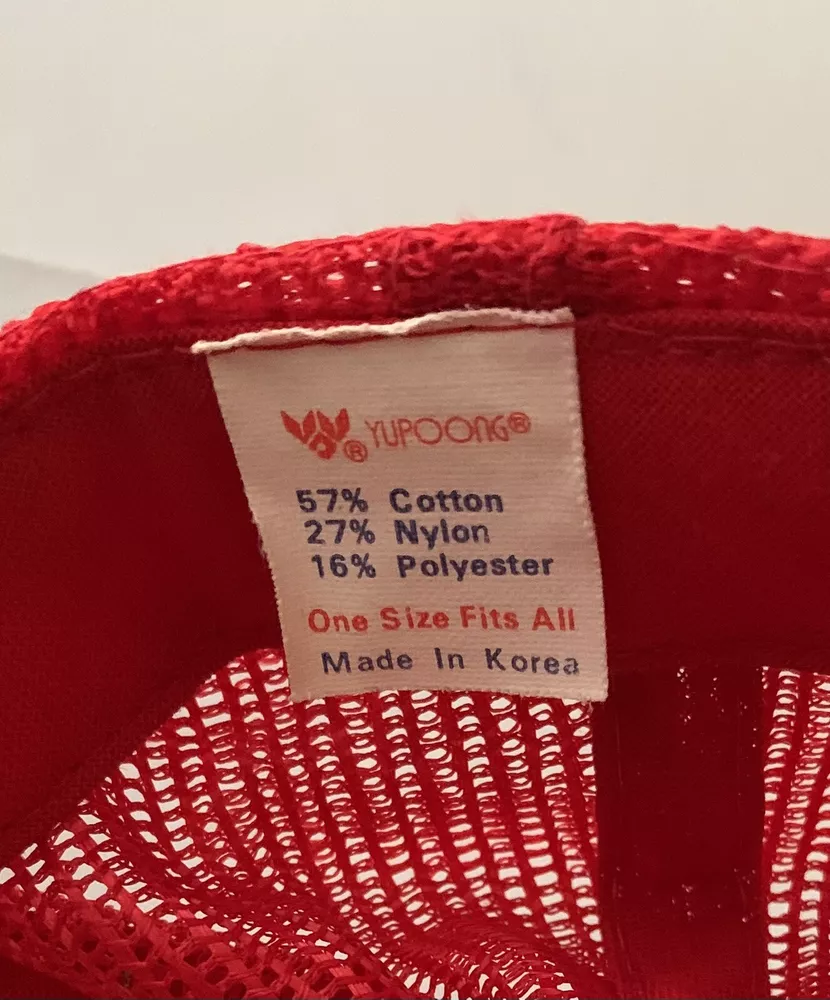 ® YUPOONG®
57% Cotton
27% Nylon
16% Polyester
One Size Fits All
Made In Korea